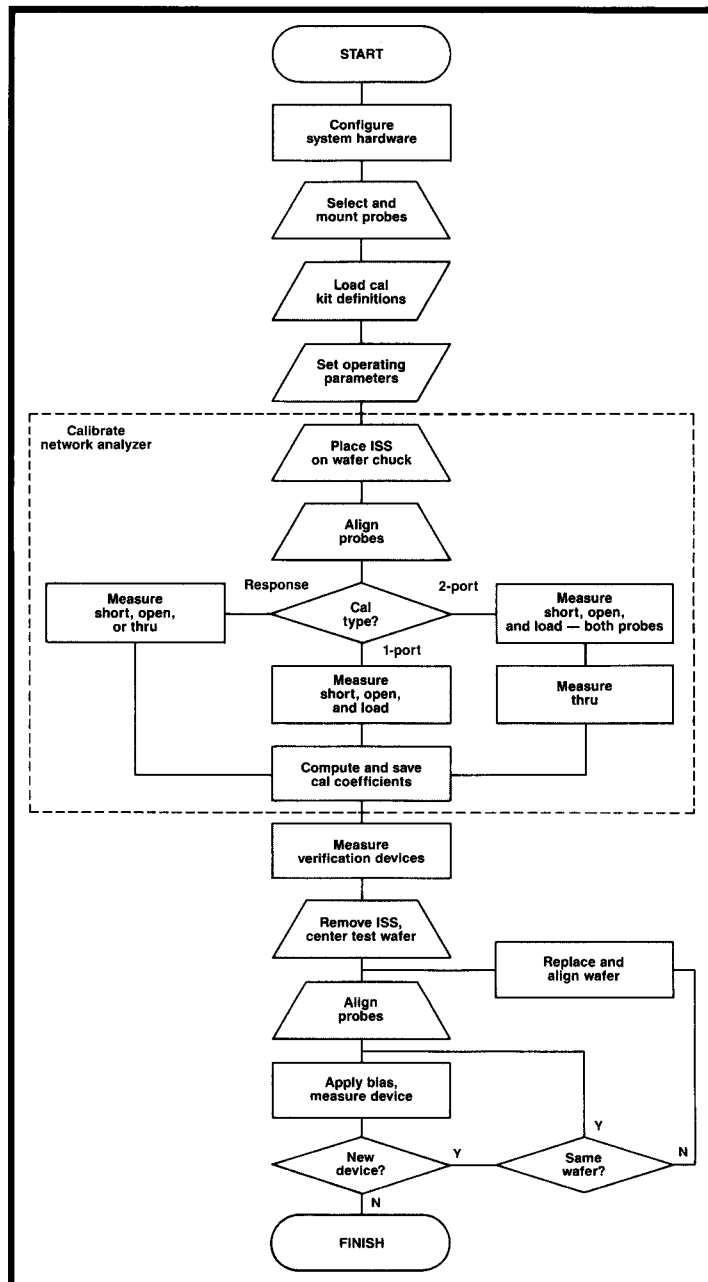 START
Configure
system hardware
Select and
mount probes
Load cal
kit definitions
Set operating
parameters
Calibrate
network analyzer
Place ISS
on wafer chuck
Align
probes
Response
2-port
Measure
short, open,
or thru
Cal
type?
Measure
short, open,
and load — both probes
1-port
Measure
short, open,
and load
Measure
thru
Compute and save
cal coefficients
Measure
verification devices
Remove ISS,
center test wafer
Replace and
align wafer
Align
probes
Apply bias,
measure device
Y
New
device?
Y
Same
wafer?
N
N
FINISH